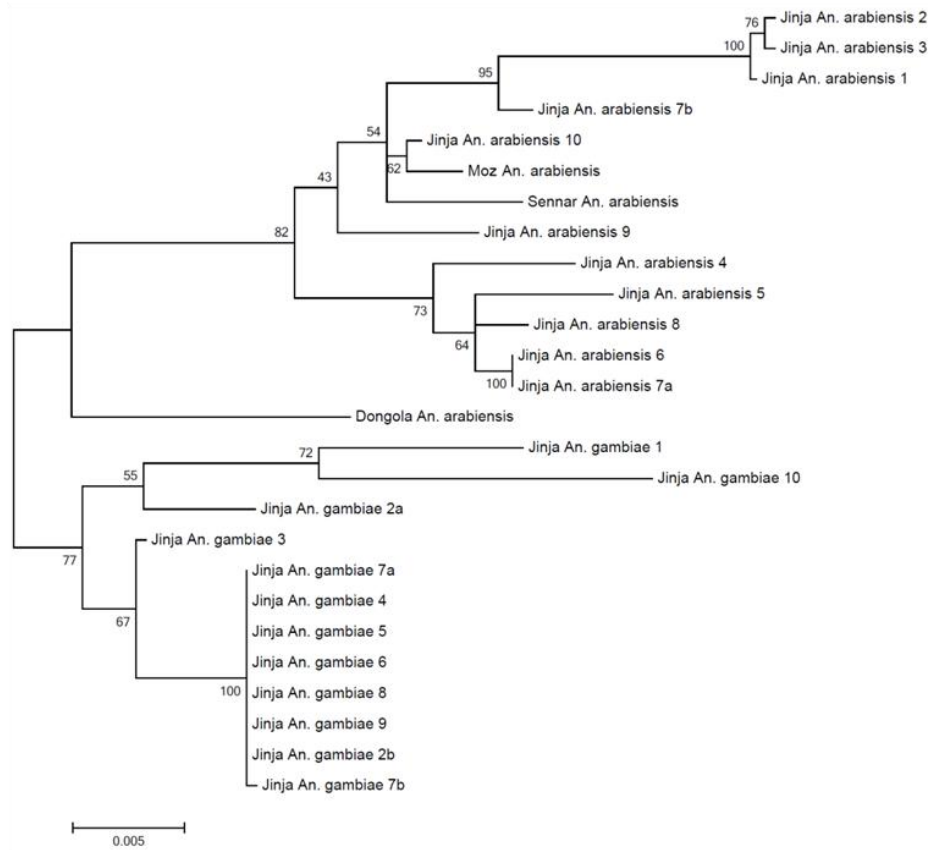 Jinja An. arabiensis 2
76
Jinja An. arabiensis 3
100
Jinja An. arabiensis 1
95
Jinja An. arabiensis 7b
54
Jinja An. arabiensis 10
62
Moz An. arabiensis
43
Sennar An. arabiensis
82
Jinja An. arabiensis 9
Jinja An. arabiensis 4
73
Jinja An. arabiensis 5
Jinja An. arabiensis 8
64
Jinja An. arabiensis 6
100
Jinja An. arabiensis 7a
Dongola An. arabiensis
Jinja An. gambiae 1
72
Jinja An. gambiae 10
55
Jinja An. gambiae 2a
Jinja An. gambiae 3
77
Jinja An. gambiae 7a
Jinja An. gambiae 4
67
Jinja An. gambiae 5
Jinja An. gambiae 6
100
Jinja An. gambiae 8
Jinja An. gambiae 9
Jinja An. gambiae 2b
Jinja An. gambiae 7b
0.005